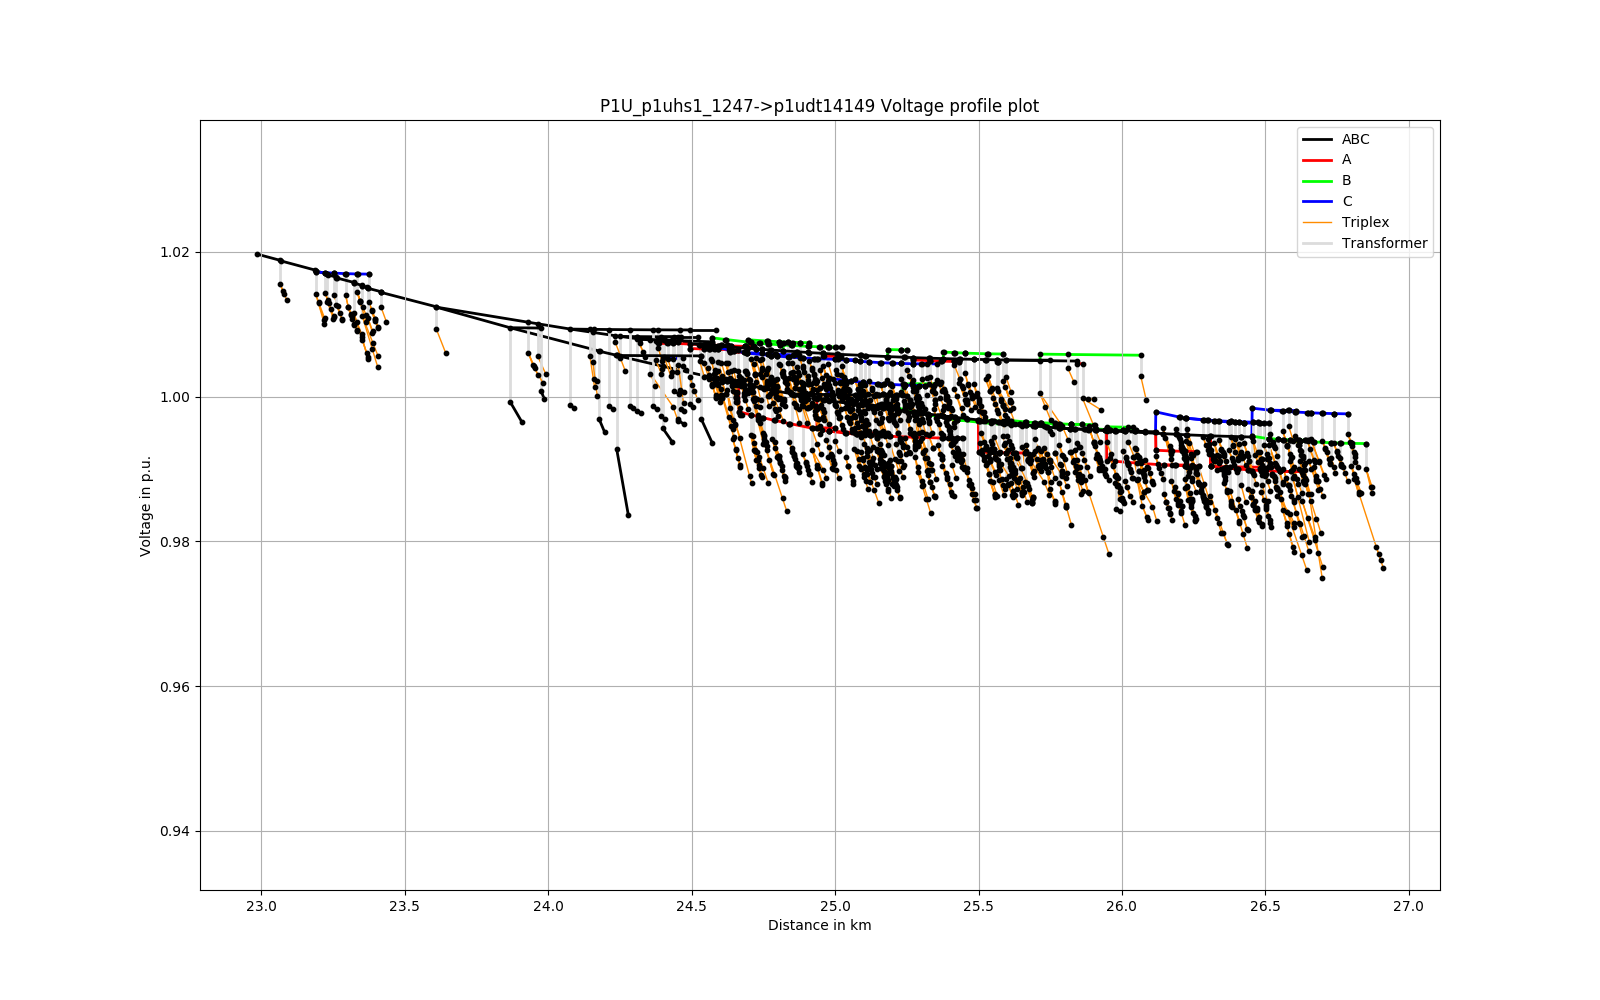 P1U_p1uhs1_1247->p1udt14149 Voltage profile plot
ABC
A
B
C
Triplex
Transformer
1.02
1.00
0.98
0.96
0.94
Voltage in p.u.
23.0 23.5 24.0 24.5 25.0 25.5 26.0 26.5 27.0
Distance in km